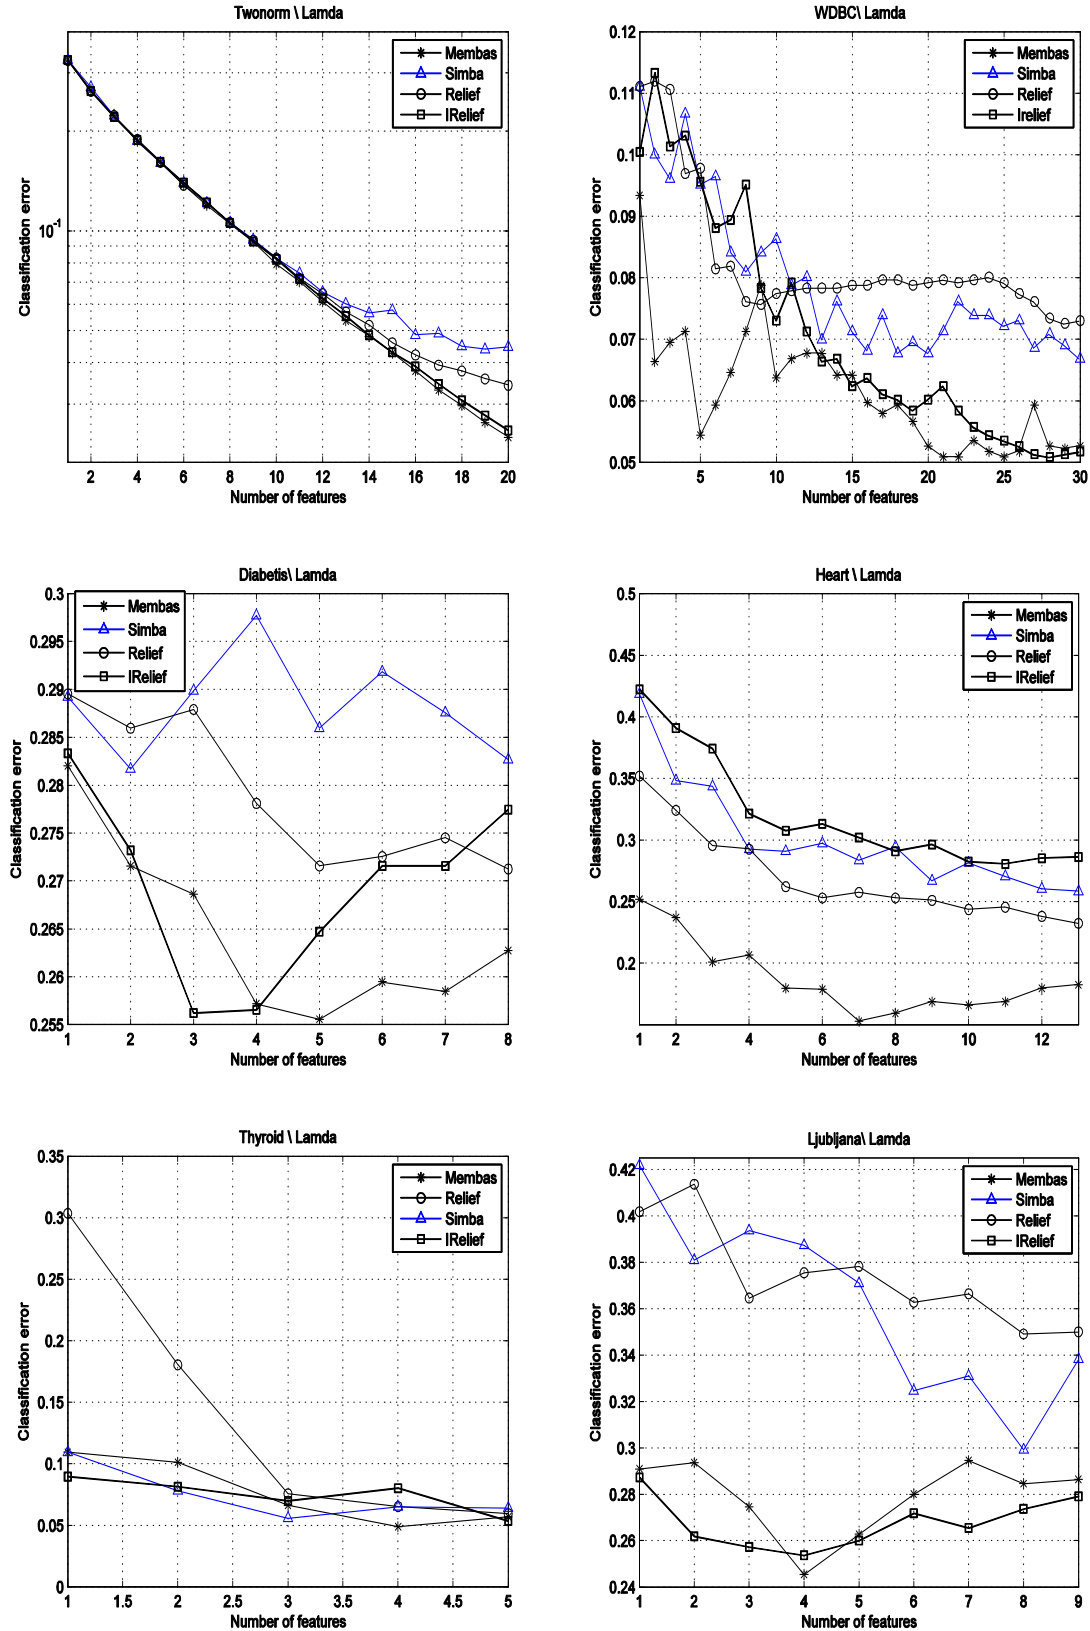 Twonorm \ Lamda
Classification error
10⁻¹
Membas
Simba
Relief
IRelief
2 4 6 8 10 12 14 16 18 20
Number of features
WDBC\ Lamda
Classification error
0.12
0.11
0.1
0.09
0.08
0.07
0.06
0.05
Membas
Simba
Relief
Irelief
5 10 15 20 25 30
Number of features
Diabetis\ Lamda
Classification error
0.3
0.295
0.29
0.285
0.28
0.275
0.27
0.265
0.26
0.255
Membas
Simba
Relief
IRelief
1 2 3 4 5 6 7 8
Number of features
Heart \ Lamda
Classification error
0.5
0.45
0.4
0.35
0.3
0.25
0.2
Membas
Simba
Relief
IRelief
1 2 4 6 8 10 12
Number of features
Thyroid \ Lamda
Classification error
0.35
0.3
0.25
0.2
0.15
0.1
0.05
0
Membas
Relief
Simba
IRelief
1 1.5 2 2.5 3 3.5 4 4.5 5
Number of features
Ljubljana\ Lamda
Classification error
0.42
0.4
0.38
0.36
0.34
0.32
0.3
0.28
0.26
0.24
Membas
Simba
Relief
IRelief
1 2 3 4 5 6 7 8 9
Number of features